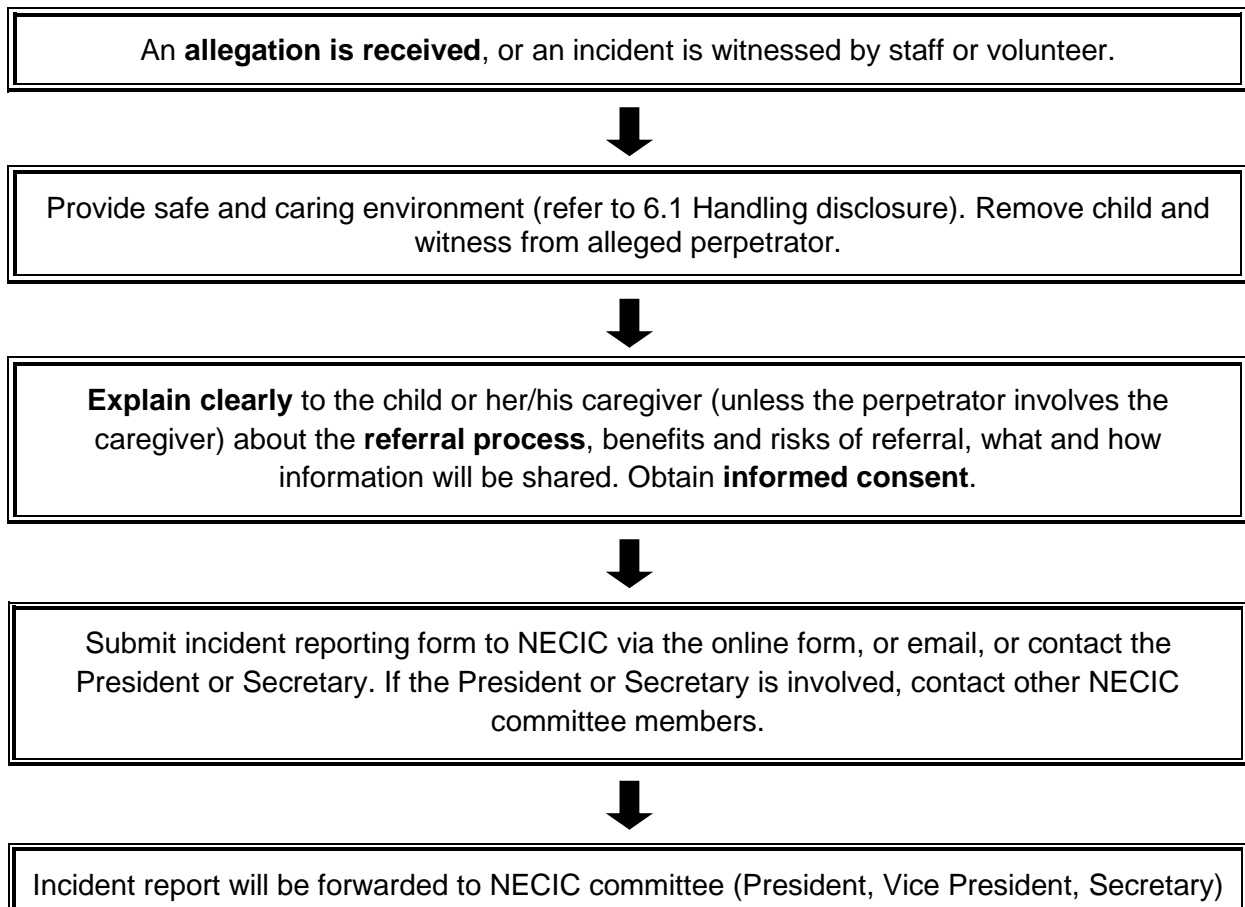 An allegation is received, or an incident is witnessed by staff or volunteer.
Provide safe and caring environment (refer to 6.1 Handling disclosure). Remove child and
witness from alleged perpetrator.
Explain clearly to the child or her/his caregiver (unless the perpetrator involves the
caregiver) about the referral process, benefits and risks of referral, what and how
information will be shared. Obtain informed consent.
Submit incident reporting form to NECIC via the online form, or email, or contact the
President or Secretary. If the President or Secretary is involved, contact other NECIC
committee members.
Incident report will be forwarded to NECIC committee (President, Vice President, Secretary)